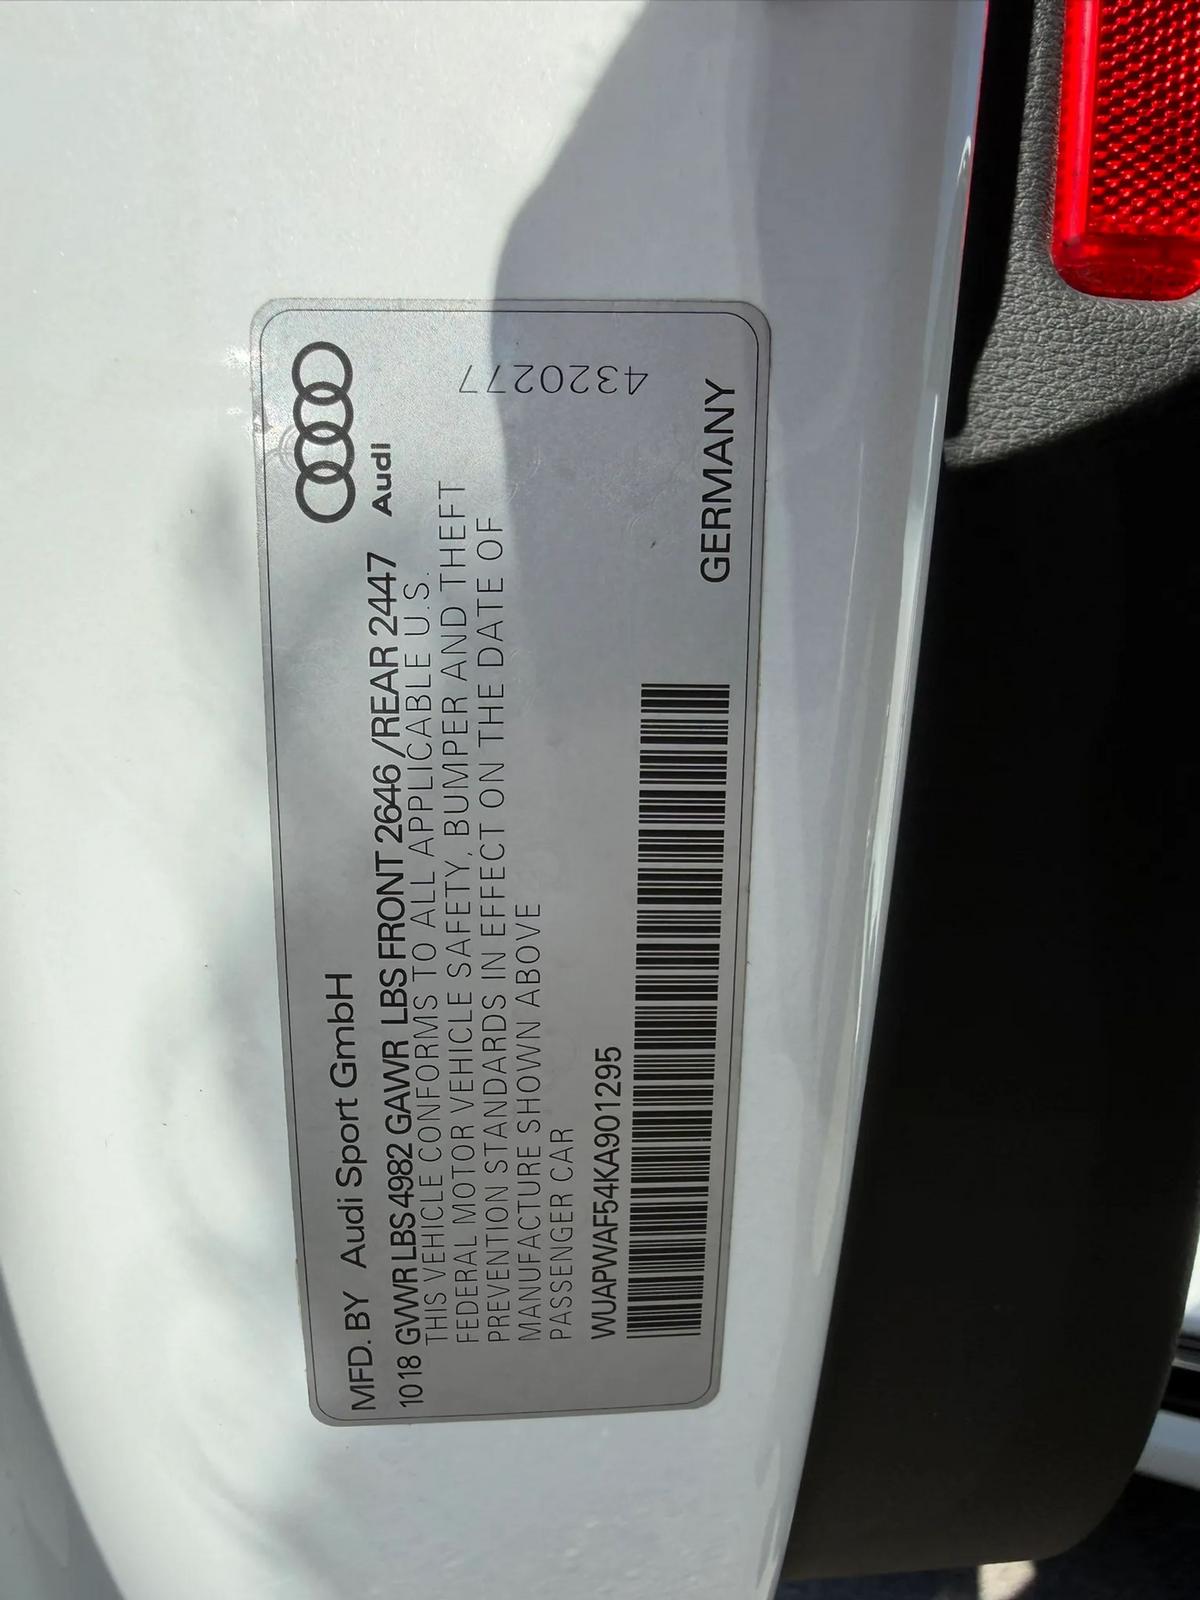 MFD. BY Audi Sport GmbH
Audi
1018 GVWR LBS 4982 GAWR LBS FRONT 2646/REAR 2447
THIS VEHICLE CONFORMS TO ALL APPLICABLE U.S.
FEDERAL MOTOR VEHICLE SAFETY, BUMPER AND THEFT
PREVENTION STANDARDS IN EFFECT ON THE DATE OF
MANUFACTURE SHOWN ABOVE
PASSENGER CAR
4320277
WUAPWAF54KA901295
GERMANY